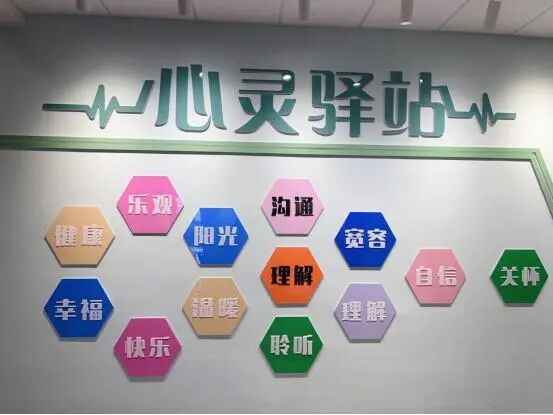 心灵驿站
乐观
沟通
健康
阳光
宽容
理解
自信
关怀
幸福
温暖
理解
快乐
聆听